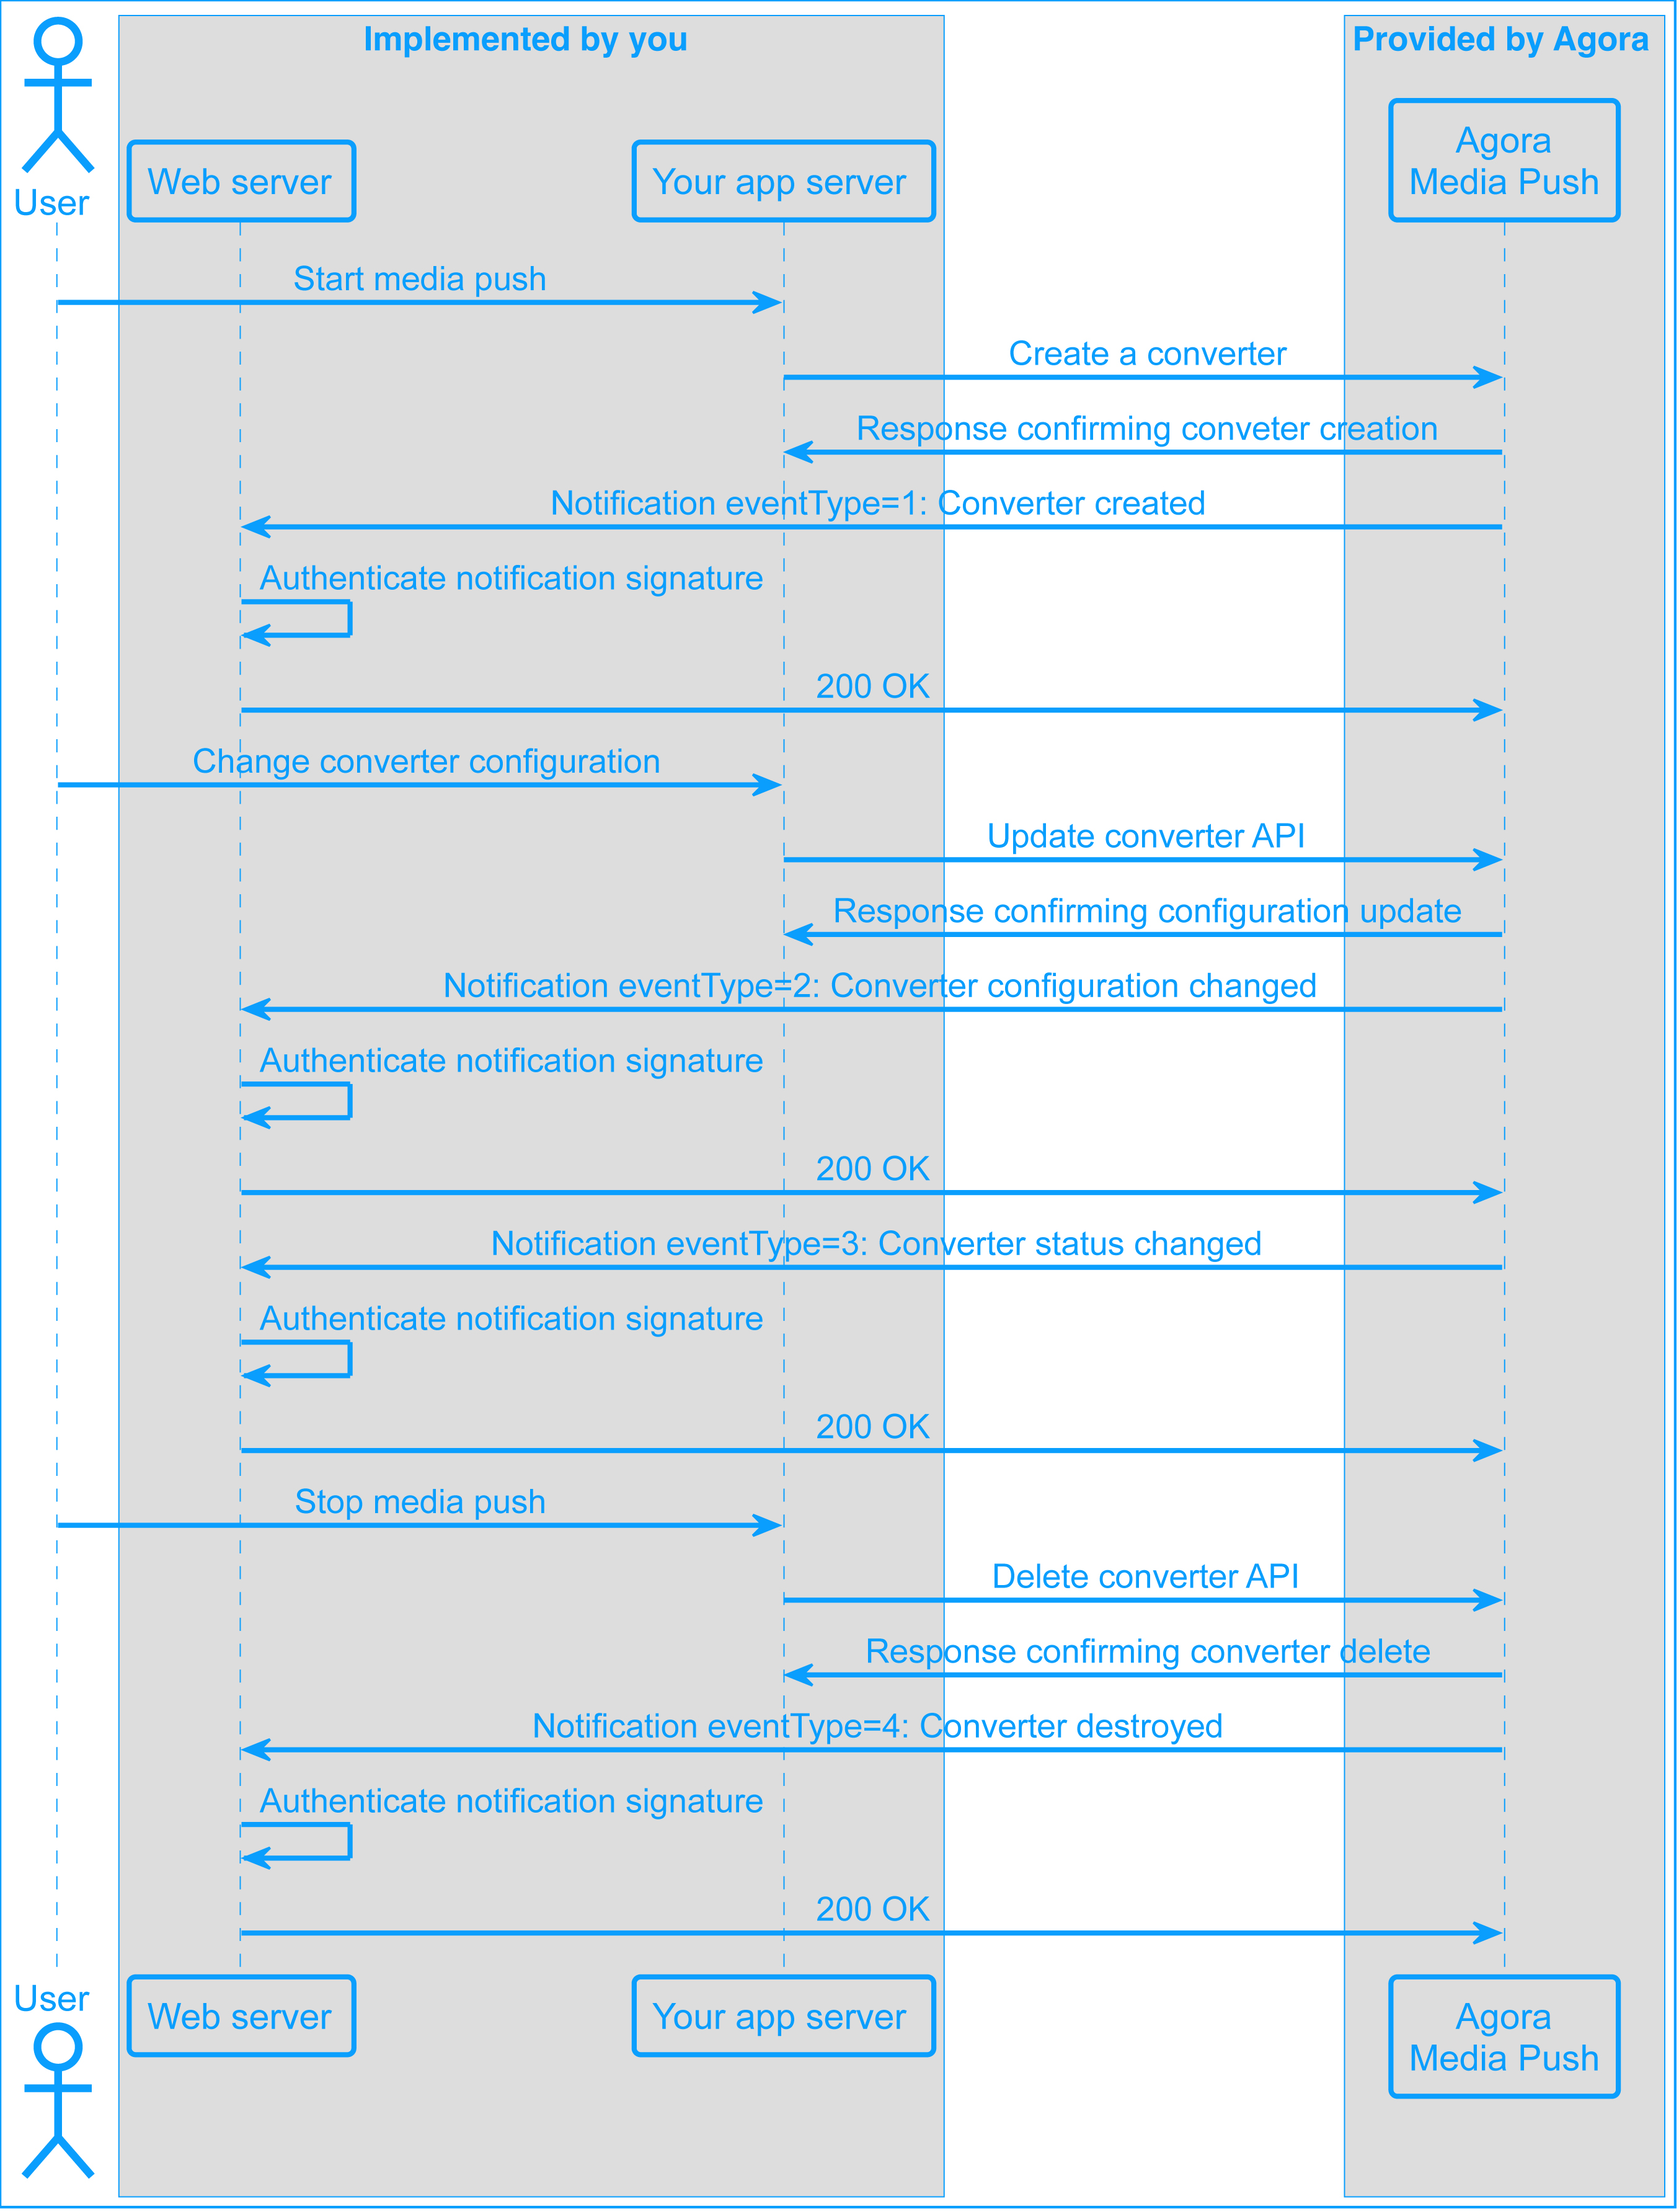 Implemented by you
Provided by Agora
User
Web server
Your app server
Agora
Media Push
Start media push
Create a converter
Response confirming conveter creation
Notification eventType=1: Converter created
Authenticate notification signature
200 OK
Change converter configuration
Update converter API
Response confirming configuration update
Notification eventType=2: Converter configuration changed
Authenticate notification signature
200 OK
Notification eventType=3: Converter status changed
Authenticate notification signature
200 OK
Stop media push
Delete converter API
Response confirming converter delete
Notification eventType=4: Converter destroyed
Authenticate notification signature
200 OK
User
Web server
Your app server
Agora
Media Push